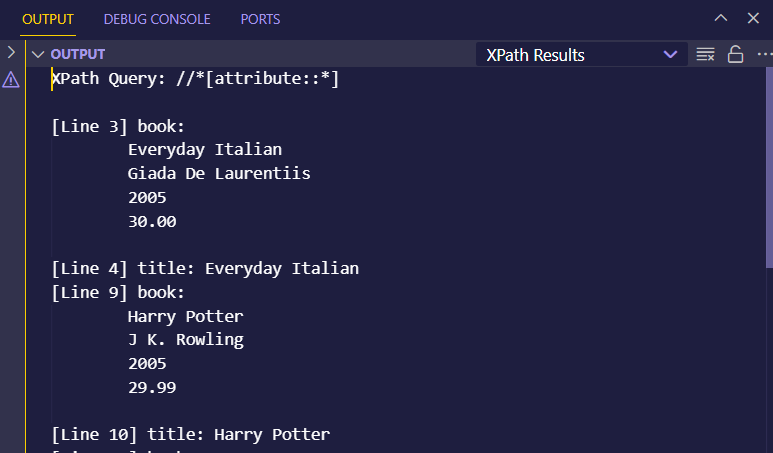 OUTPUT DEBUG CONSOLE PORTS
OUTPUT XPath Results
XPath Query: //*[attribute::*]
[Line 3] book:
Everyday Italian
Giada De Laurentiis
2005
30.00
[Line 4] title: Everyday Italian
[Line 9] book:
Harry Potter
J K. Rowling
2005
29.99
[Line 10] title: Harry Potter